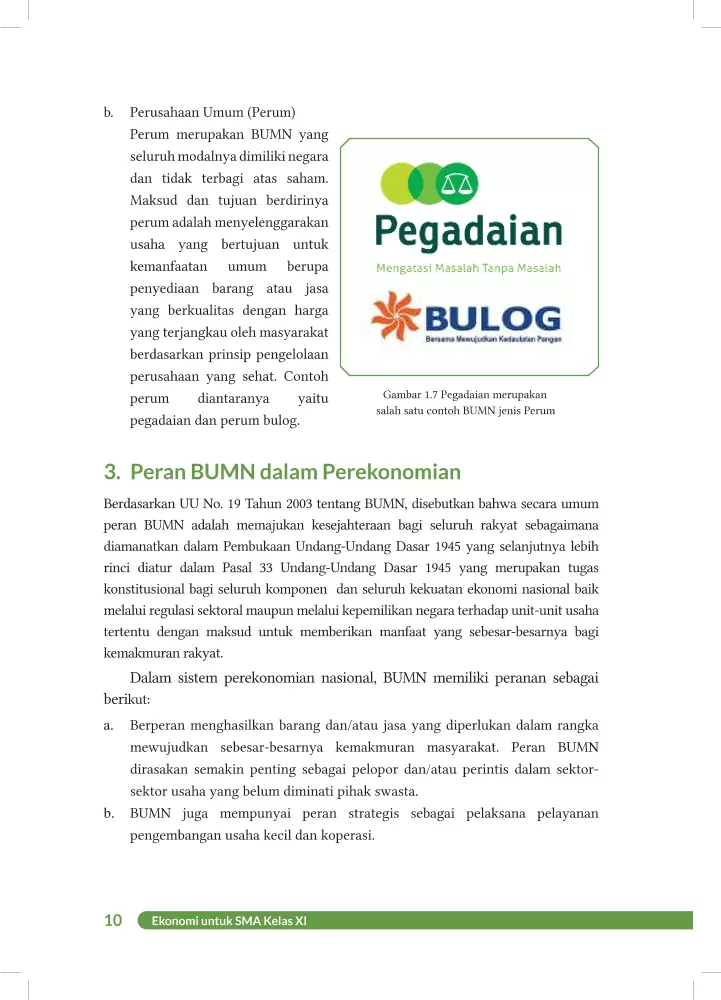 b. Perusahaan Umum (Perum)
Perum merupakan BUMN yang
seluruh modalnya dimiliki negara
dan tidak terbagi atas saham.
Maksud dan tujuan berdirinya
perum adalah menyelenggarakan
usaha yang bertujuan untuk
kemanfaatan umum berupa
penyediaan barang atau jasa
yang berkualitas dengan harga
yang terjangkau oleh masyarakat
berdasarkan prinsip pengelolaan
perusahaan yang sehat. Contoh
perum diantaranya yaitu
pegadaian dan perum bulog.
Pegadaian
Mengatasi Masalah Tanpa Masalah
BULOG
Bersama Mewujudkan Kedaulatan Pangan
Gambar 1.7 Pegadaian merupakan
salah satu contoh BUMN jenis Perum
3. Peran BUMN dalam Perekonomian
Berdasarkan UU No. 19 Tahun 2003 tentang BUMN, disebutkan bahwa secara umum
peran BUMN adalah memajukan kesejahteraan bagi seluruh rakyat sebagaimana
diamanatkan dalam Pembukaan Undang-Undang Dasar 1945 yang selanjutnya lebih
rinci diatur dalam Pasal 33 Undang-Undang Dasar 1945 yang merupakan tugas
konstitusional bagi seluruh komponen dan seluruh kekuatan ekonomi nasional baik
melalui regulasi sektoral maupun melalui kepemilikan negara terhadap unit-unit usaha
tertentu dengan maksud untuk memberikan manfaat yang sebesar-besarnya bagi
kemakmuran rakyat.
Dalam sistem perekonomian nasional, BUMN memiliki peranan sebagai
berikut:
a. Berperan menghasilkan barang dan/atau jasa yang diperlukan dalam rangka
mewujudkan sebesar-besarnya kemakmuran masyarakat. Peran BUMN
dirasakan semakin penting sebagai pelopor dan/atau perintis dalam sektor-
sektor usaha yang belum diminati pihak swasta.
b. BUMN juga mempunyai peran strategis sebagai pelaksana pelayanan
pengembangan usaha kecil dan koperasi.
10 Ekonomi untuk SMA Kelas XI